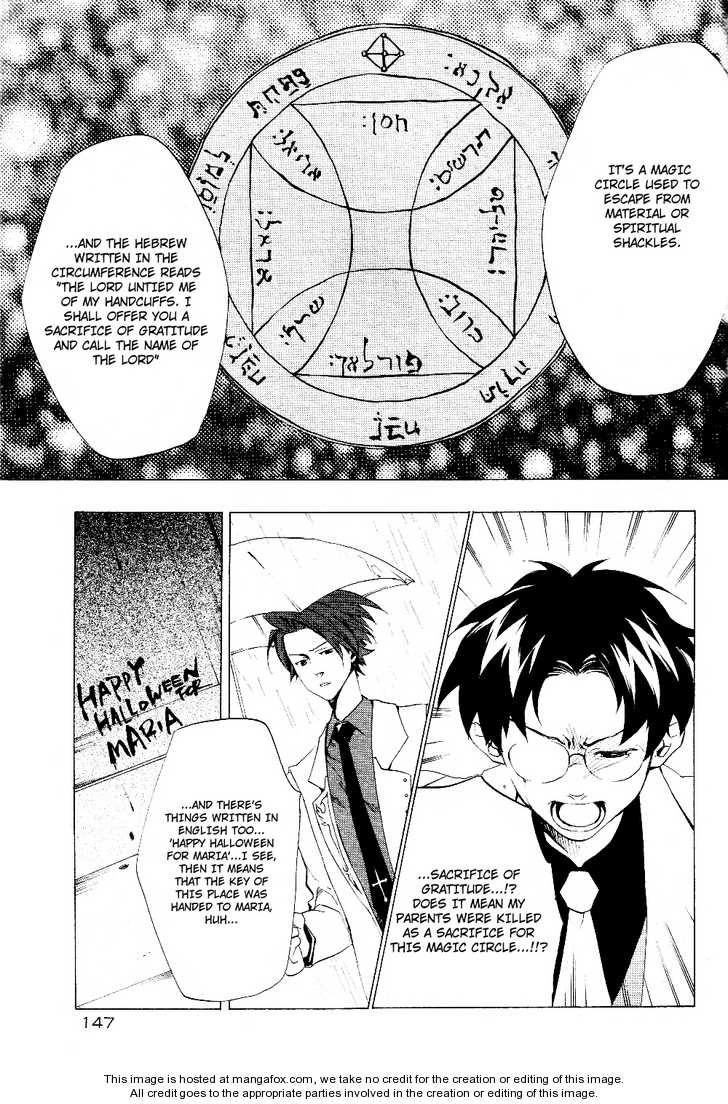 IT'S A MAGIC
CIRCLE USED TO
ESCAPE FROM
MATERIAL OR
SPIRITUAL
SHACKLES.
...AND THE HEBREW
WRITTEN IN THE
CIRCUMFERENCE READS
"THE LORD UNTIED ME
OF MY HANDCUFFS. I
SHALL OFFER YOU A
SACRIFICE OF GRATITUDE
AND CALL THE NAME OF
THE LORD"
...SACRIFICE OF
GRATITUDE...!?
DOES IT MEAN MY
PARENTS WERE KILLED
AS A SACRIFICE FOR
THIS MAGIC CIRCLE...!!?
...AND THERE'S
THINGS WRITTEN IN
ENGLISH TOO...
'HAPPY HALLOWEEN
FOR MARIA'...I SEE,
THEN IT MEANS
THAT THE KEY OF
THIS PLACE WAS
HANDED TO MARIA,
HUH...
HAPPY
HALLOWEEN
FOR
MARIA
147
This image is hosted at mangafox.com, we take no credit for the creation or editing of this image.
All credit goes to the appropriate parties involved in the creation or editing of this image.